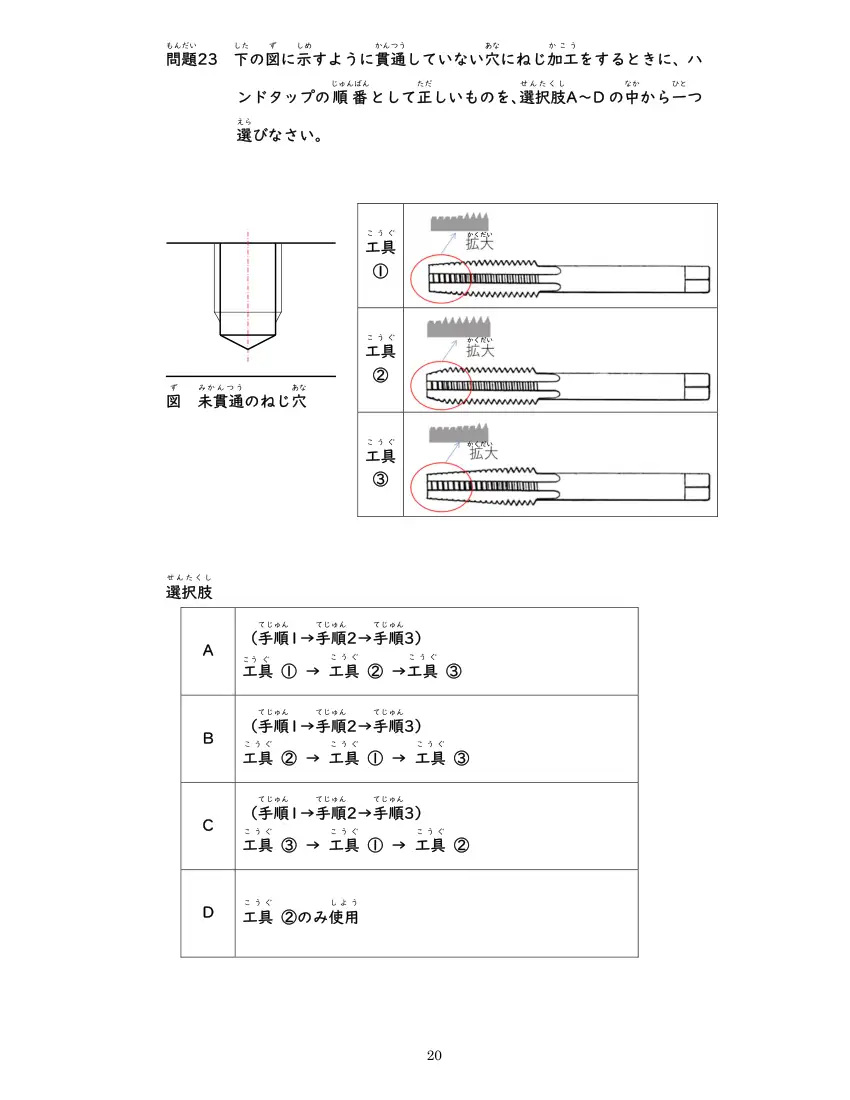 問題23 下の図に示すように貫通していない穴にねじ加工をするときに、ハ
ンドタップの順番として正しいものを、選択肢A~Dの中から一つ
選びなさい。
工具
①
拡大
工具
②
拡大
工具
③
拡大
図 未貫通のねじ穴
選択肢
A
(手順1→手順2→手順3)
工具 ① → 工具 ② →工具 ③
B
(手順1→手順2→手順3)
工具 ② → 工具 ① → 工具 ③
C
(手順1→手順2→手順3)
工具 ③ → 工具 ① → 工具 ②
D
工具 ②のみ使用
20